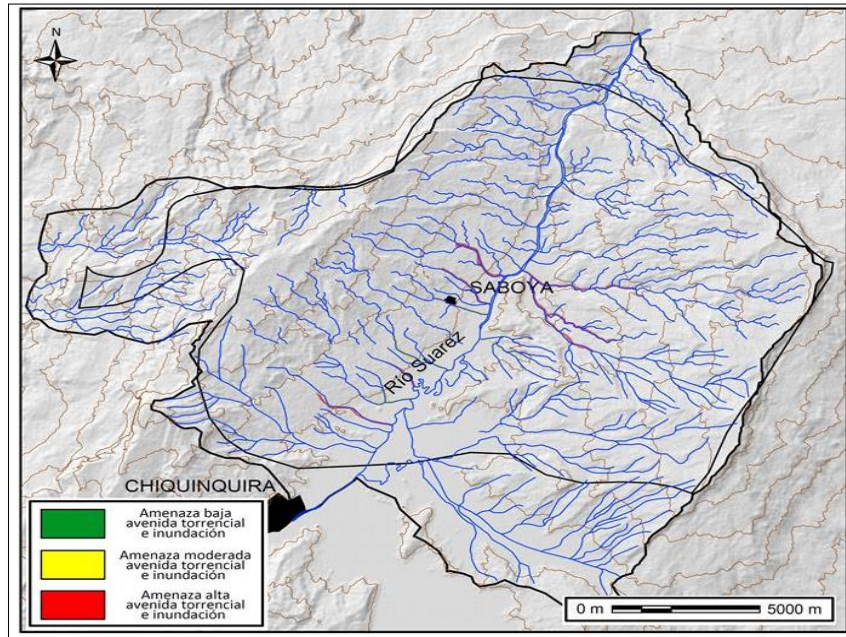 N
SABOYA
Río Suarez
CHIQUINQUIRA
Amenaza baja
avenida torrencial
e inundación
Amenaza moderada
avenida torrencial
e inundación
Amenaza alta
avenida torrencial
e inundación
0 m 5000 m